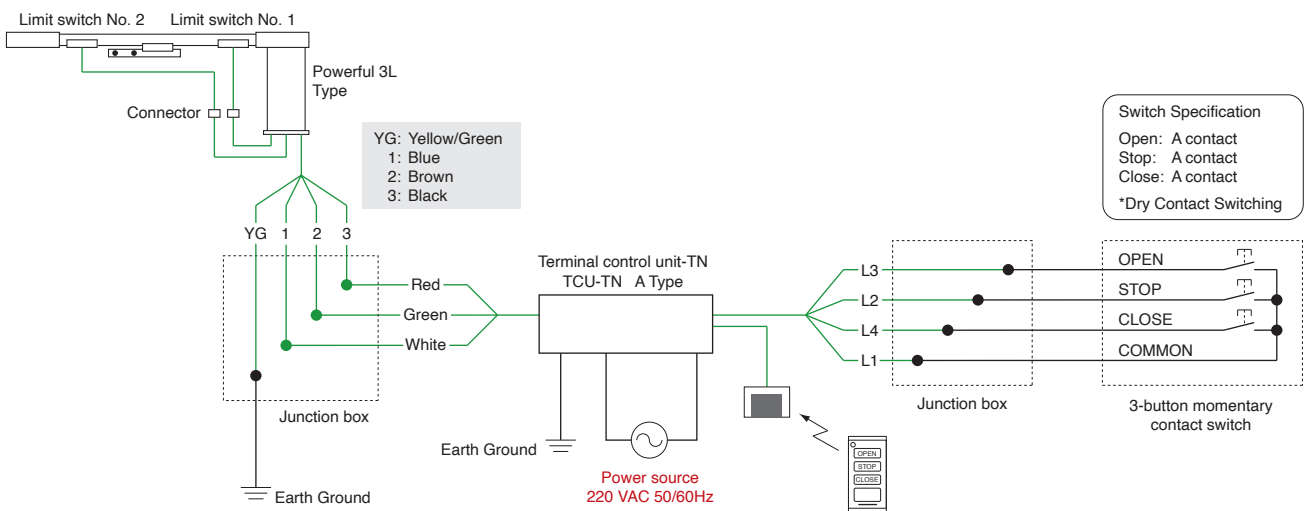 Limit switch No. 2
Limit switch No. 1
Powerful 3L
Type
Connector
YG: Yellow/Green
1: Blue
2: Brown
3: Black
Switch Specification
Open: A contact
Stop: A contact
Close: A contact
*Dry Contact Switching
YG 1 2 3
Red
Green
White
Junction box
Earth Ground
Terminal control unit-TN
TCU-TN A Type
Earth Ground
Power source
220 VAC 50/60Hz
OPEN
STOP
CLOSE
L3
L2
L4
L1
Junction box
OPEN
STOP
CLOSE
COMMON
3-button momentary
contact switch